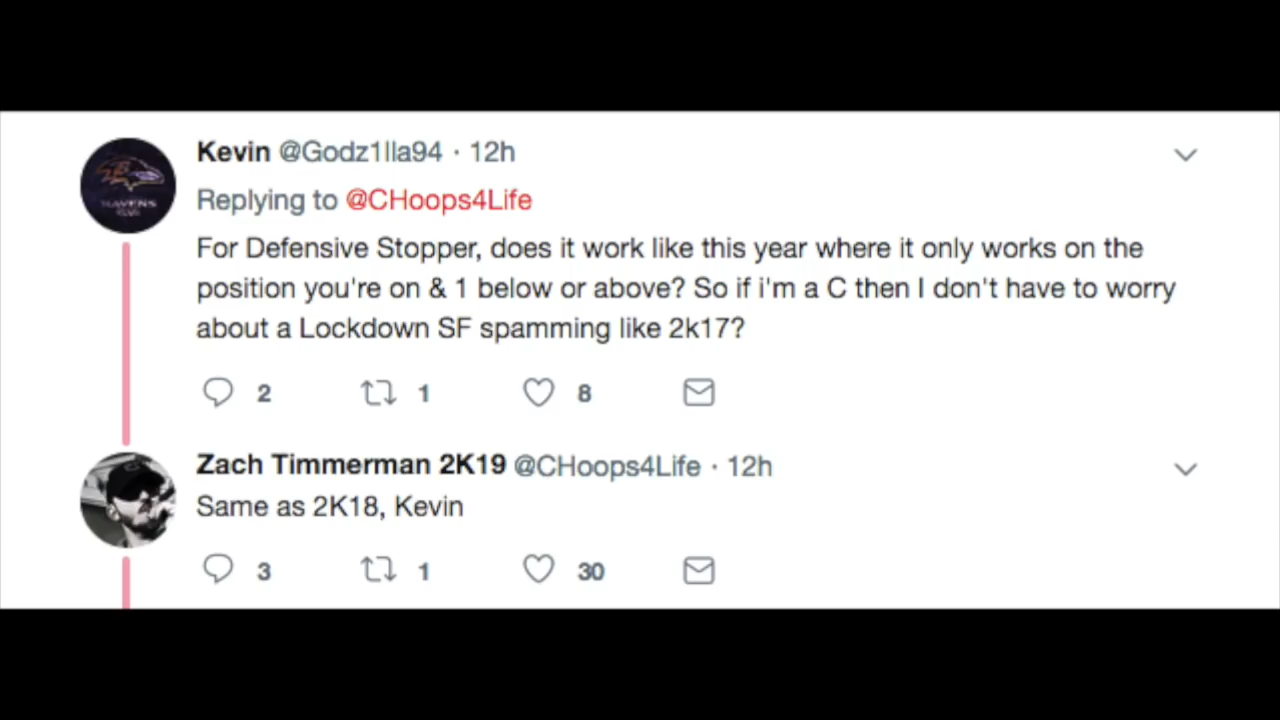 Kevin @Godz1lla94 · 12h
Replying to @CHoops4Life
For Defensive Stopper, does it work like this year where it only works on the
position you're on & 1 below or above? So if i'm a C then I don't have to worry
about a Lockdown SF spamming like 2k17?
2 1 8
Zach Timmerman 2K19 @CHoops4Life · 12h
Same as 2K18, Kevin
3 1 30
RAVENS